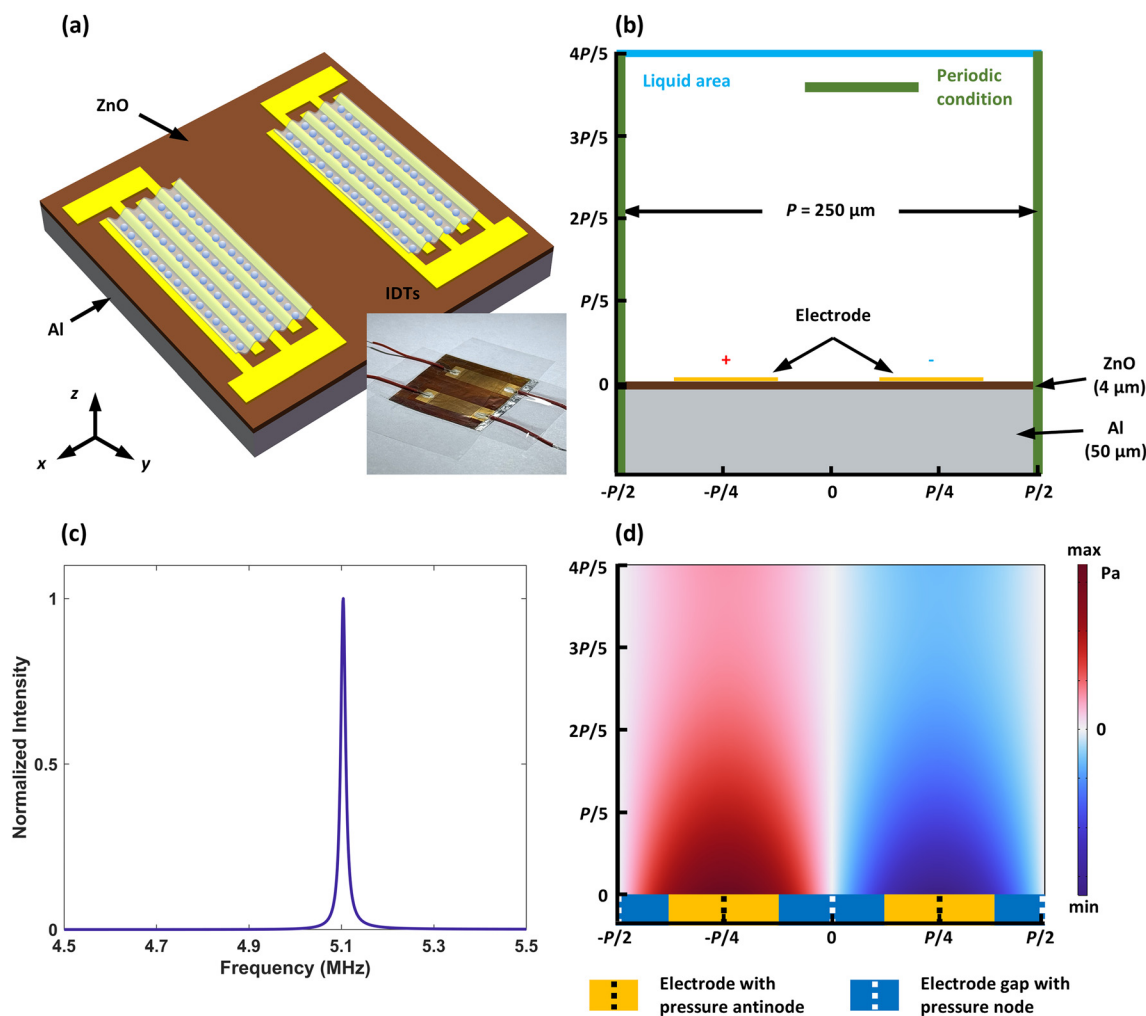 (a)
ZnO
Al
IDTs
z
x
y
(b)
4P/5
3P/5
2P/5
P/5
0
Liquid area
Periodic
condition
P = 250 μm
Electrode
+
-
ZnO
(4 μm)
Al
(50 μm)
-P/2
-P/4
0
P/4
P/2
(c)
Normalized Intensity
1
0.5
0
4.5
4.7
4.9
5.1
5.3
5.5
Frequency (MHz)
(d)
4P/5
3P/5
2P/5
P/5
0
-P/2
-P/4
0
P/4
P/2
max
Pa
0
min
Electrode with
pressure antinode
Electrode gap with
pressure node